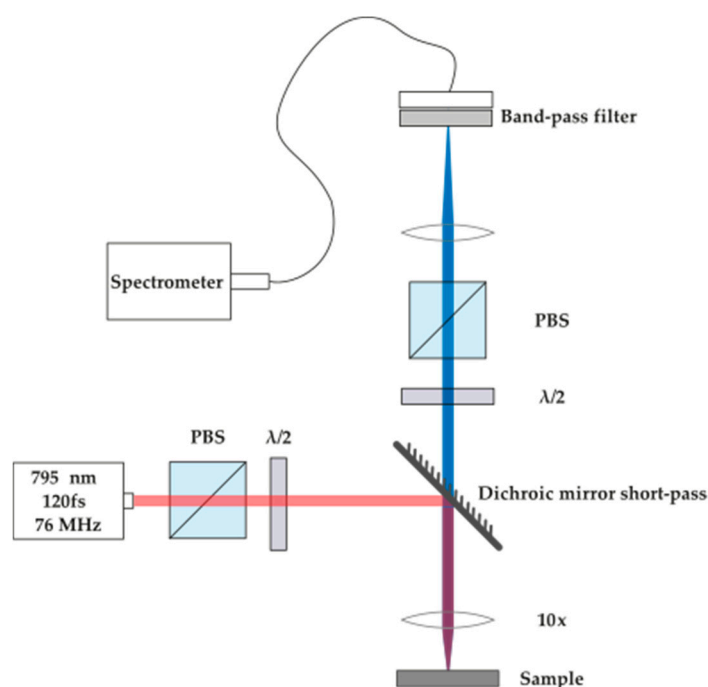 Band-pass filter
Spectrometer
PBS
λ/2
PBS
λ/2
795 nm
120fs
76 MHz
Dichroic mirror short-pass
10x
Sample